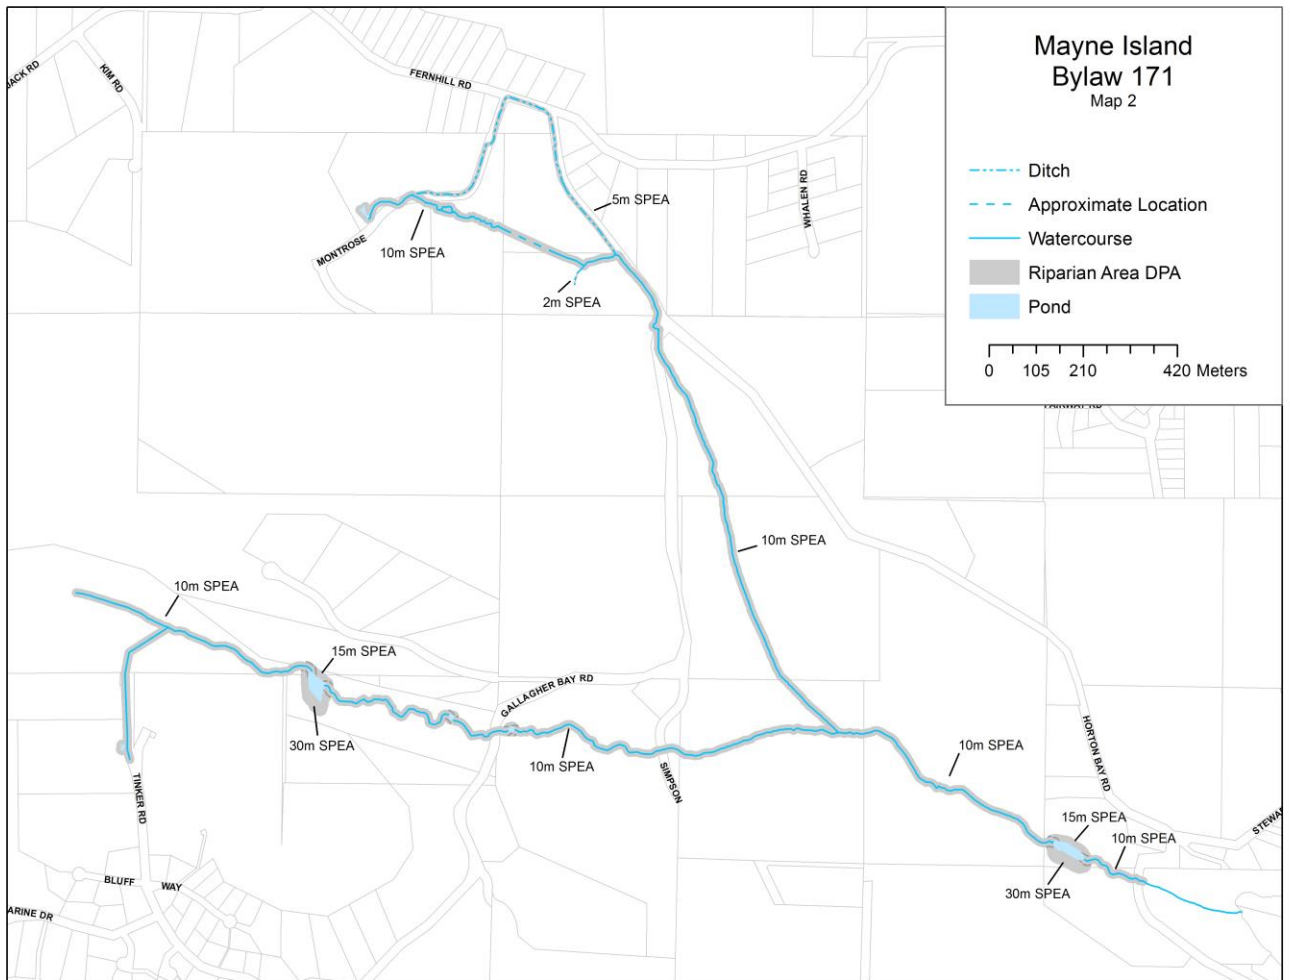 Mayne Island
Bylaw 171
Map 2
Ditch
Approximate Location
Watercourse
Riparian Area DPA
Pond
0 105 210 420 Meters
JACK RD
KIM RD
FERNHILL RD
WHALEN RD
5m SPEA
10m SPEA
MONTROSE
2m SPEA
10m SPEA
10m SPEA
15m SPEA
GALLAGHER BAY RD
30m SPEA
10m SPEA
SIMPSON
10m SPEA
HORTON BAY RD
15m SPEA
10m SPEA
30m SPEA
STEWA
TINKER RD
BLUFF WAY
ARINE DR